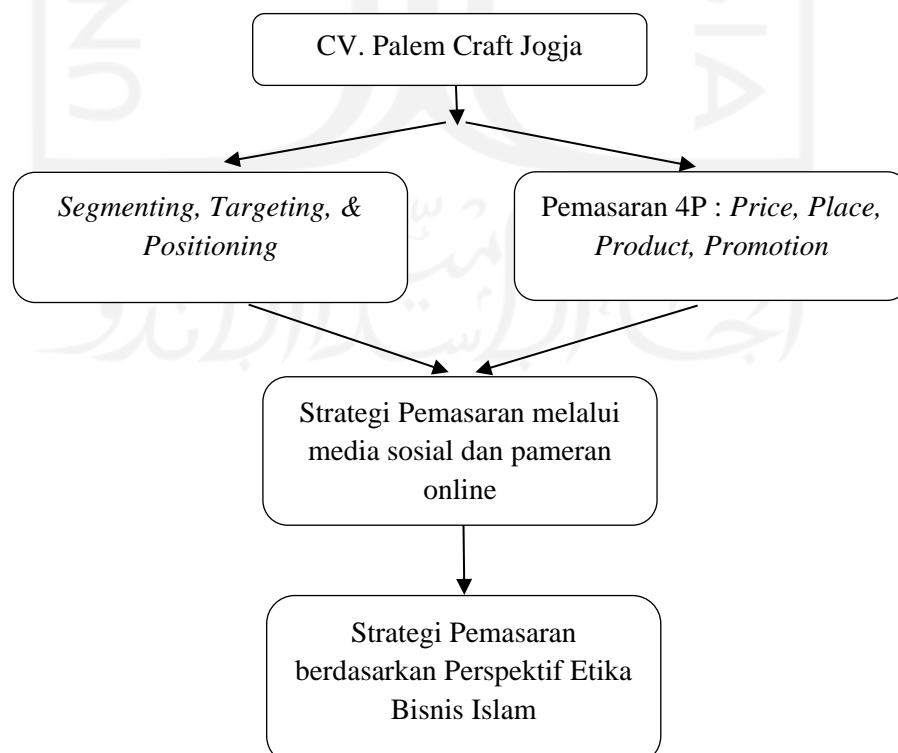 CV. Palem Craft Jogja
Segmenting, Targeting, &
Positioning
Pemasaran 4P : Price, Place,
Product, Promotion
Strategi Pemasaran melalui
media sosial dan pameran
online
Strategi Pemasaran
berdasarkan Perspektif Etika
Bisnis Islam